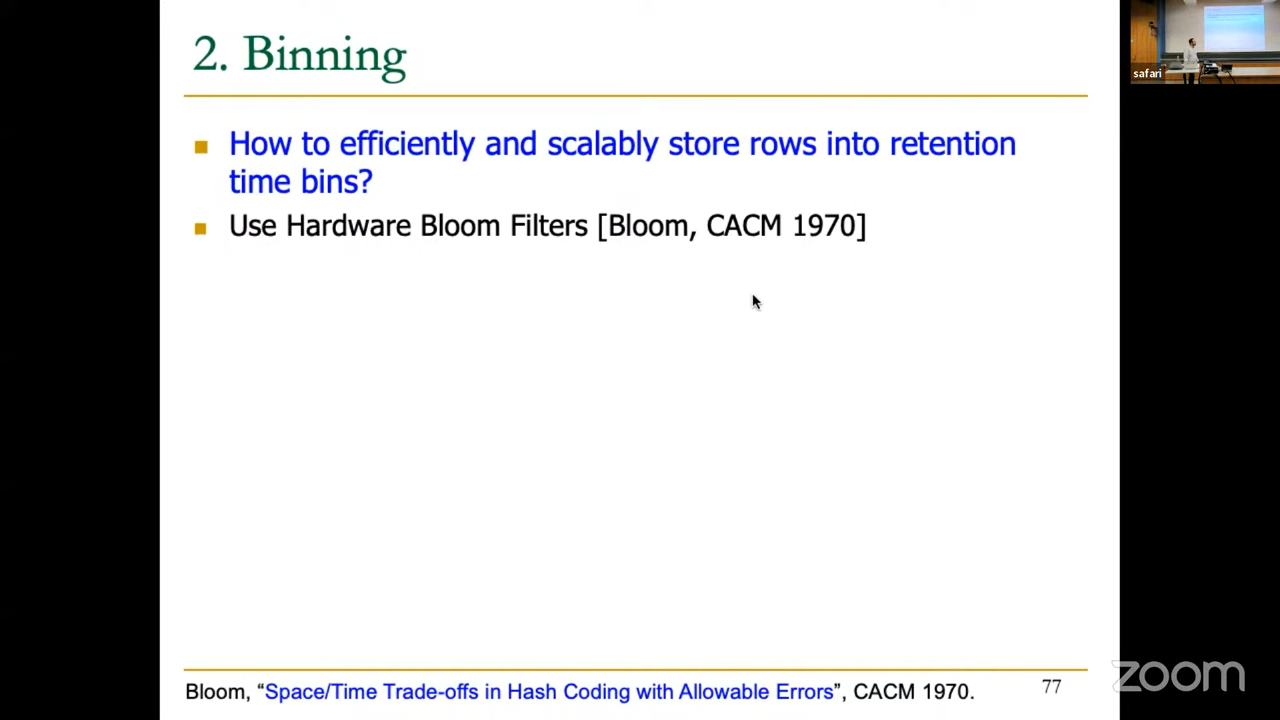 2. Binning
safari
How to efficiently and scalably store rows into retention
time bins?
Use Hardware Bloom Filters [Bloom, CACM 1970]
Bloom, “Space/Time Trade-offs in Hash Coding with Allowable Errors”, CACM 1970.
77
zoom